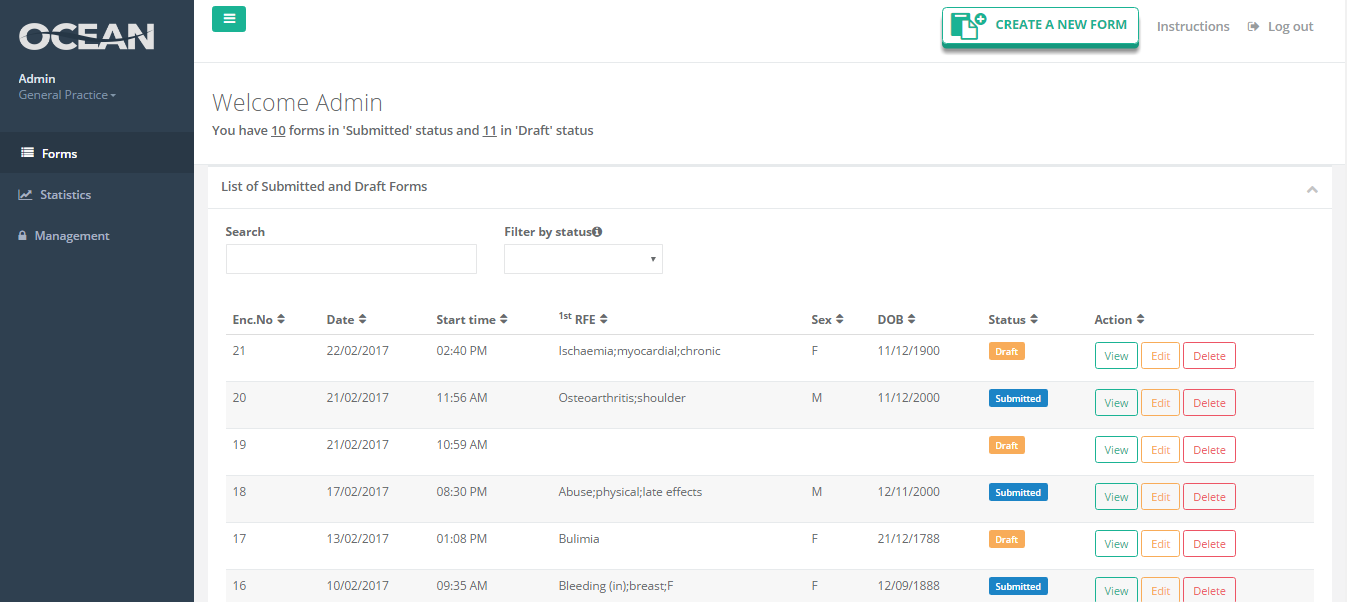 OCEAN
Admin
General Practice
Forms
Statistics
Management
CREATE A NEW FORM
Instructions
Log out
Welcome Admin
You have 10 forms in 'Submitted' status and 11 in 'Draft' status
List of Submitted and Draft Forms
Search
Filter by status
Enc.No Date Start time 1st RFE Sex DOB Status Action
21 22/02/2017 02:40 PM Ischaemia;myocardial;chronic F 11/12/1900 Draft View Edit Delete
20 21/02/2017 11:56 AM Osteoarthritis;shoulder M 11/12/2000 Submitted View Edit Delete
19 21/02/2017 10:59 AM Draft View Edit Delete
18 17/02/2017 08:30 PM Abuse;physical;late effects M 12/11/2000 Submitted View Edit Delete
17 13/02/2017 01:08 PM Bulimia F 21/12/1788 Draft View Edit Delete
16 10/02/2017 09:35 AM Bleeding (in);breast;F F 12/09/1888 Submitted View Edit Delete